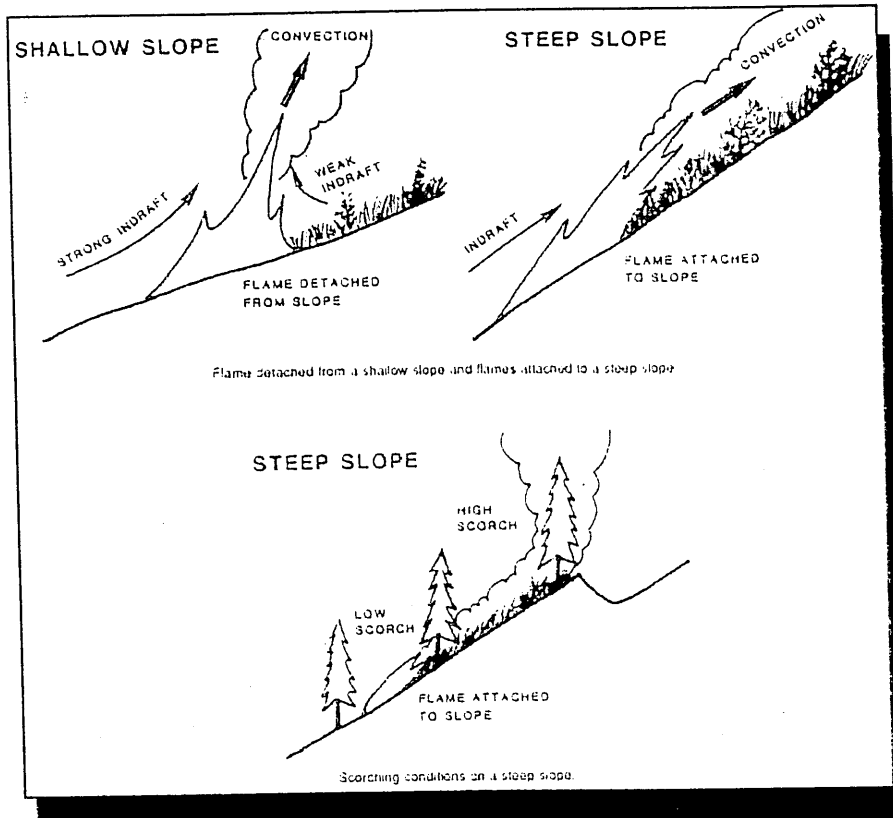 SHALLOW SLOPE
CONVECTION
STRONG INDRAFT
WEAK
INDRAFT
FLAME DETACHED
FROM SLOPE
STEEP SLOPE
CONVECTION
INDRAFT
FLAME ATTACHED
TO SLOPE
Flame detached from a shallow slope and flames attached to a steep slope
STEEP SLOPE
HIGH
SCORCH
LOW
SCORCH
FLAME ATTACHED
TO SLOPE
Scorching conditions on a steep slope.